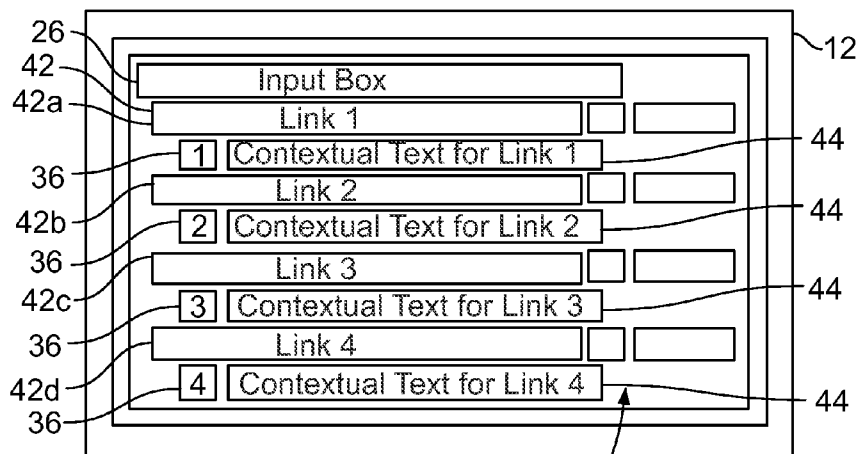 26 Input Box 12
42 Link 1
42a
36 1 Contextual Text for Link 1 44
42b Link 2
36 2 Contextual Text for Link 2 44
42c Link 3
36 3 Contextual Text for Link 3 44
42d Link 4
36 4 Contextual Text for Link 4 44